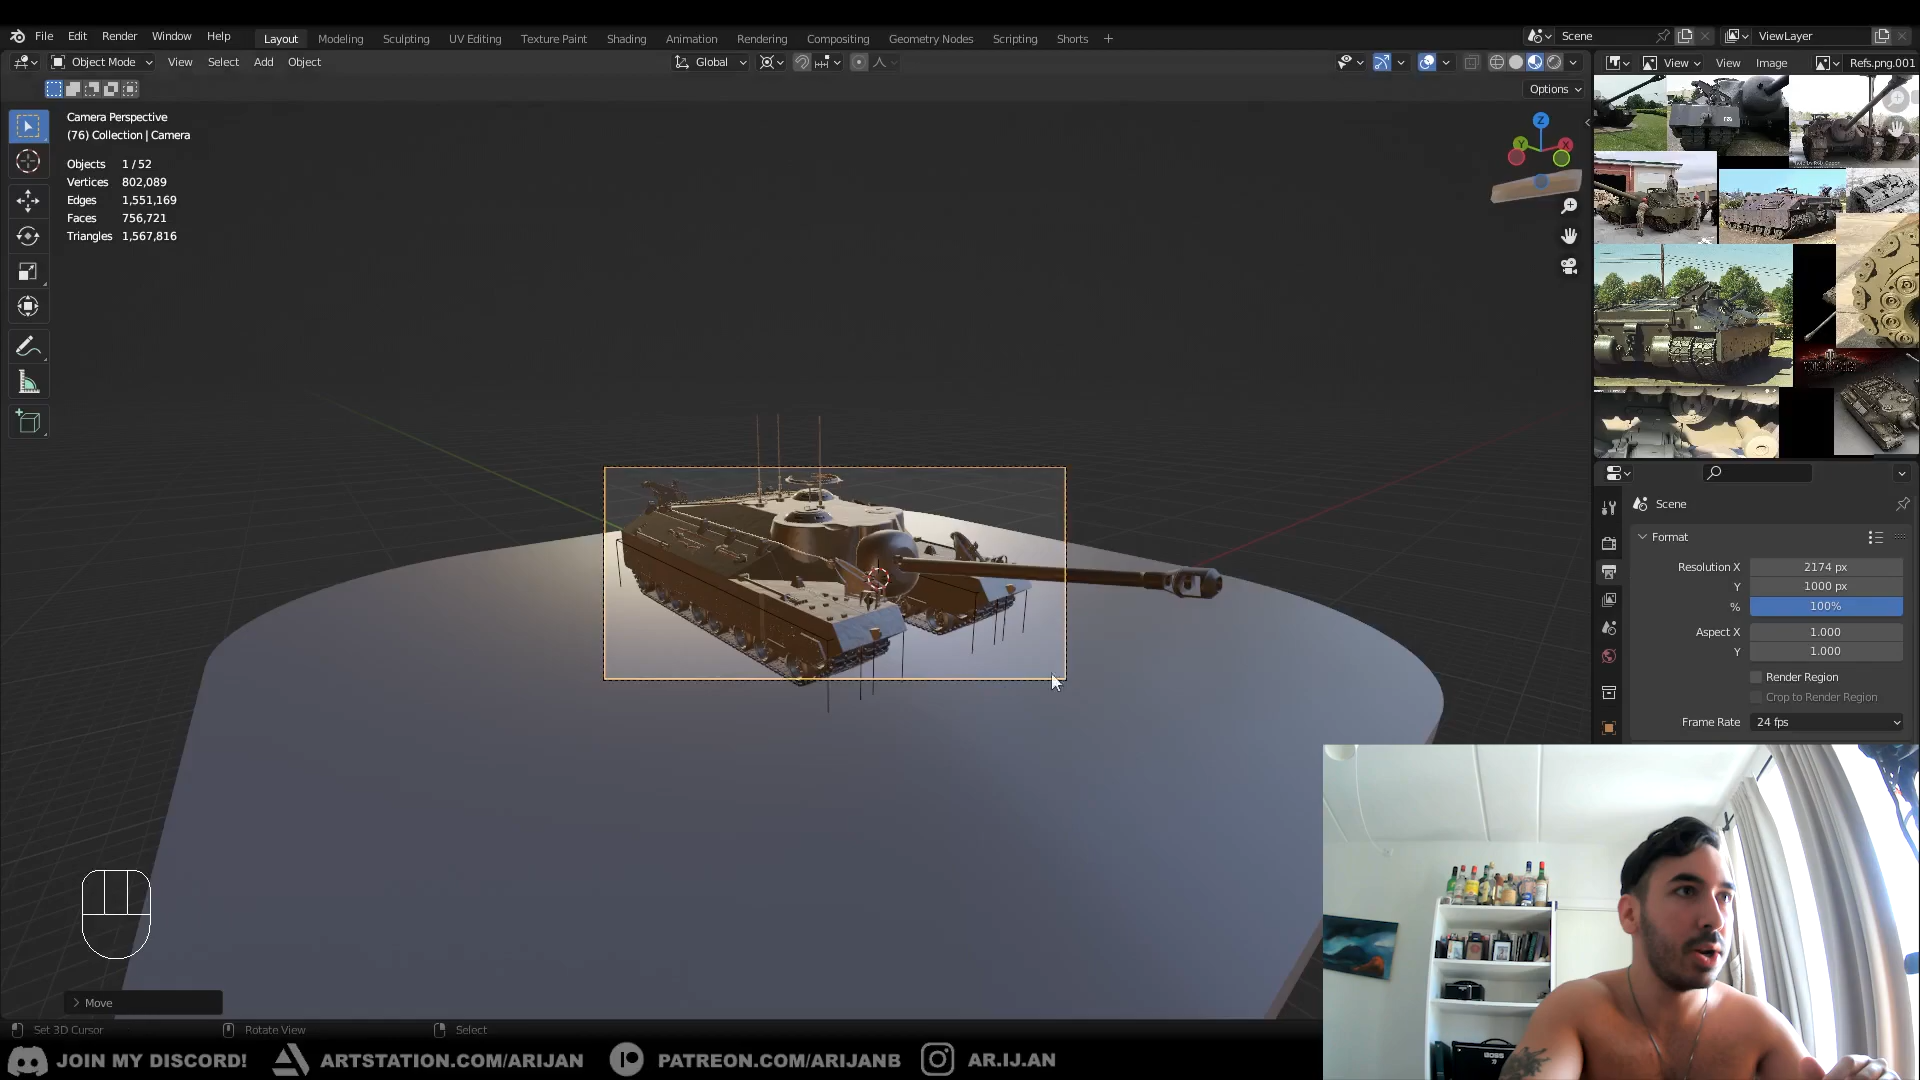 File Edit Render Window Help
Layout Modeling Sculpting UV Editing Texture Paint Shading Animation Rendering Compositing Geometry Nodes Scripting Shorts +
Scene
ViewLayer
Object Mode View Select Add Object
Global
View View Image Refs.png.001
Options
Camera Perspective
(76) Collection | Camera
Objects 1 / 52
Vertices 802,089
Edges 1,551,169
Faces 756,721
Triangles 1,567,816
Z
Y
X
Scene
Format
Resolution X 2174 px
Y 1000 px
% 100%
Aspect X 1.000
Y 1.000
Render Region
Crop to Render Region
Frame Rate 24 fps
Move
Set 3D Cursor Rotate View Select
JOIN MY DISCORD! ARTSTATION.COM/ARIJAN PATREON.COM/ARIJANB AR.IJ.AN
BOSS